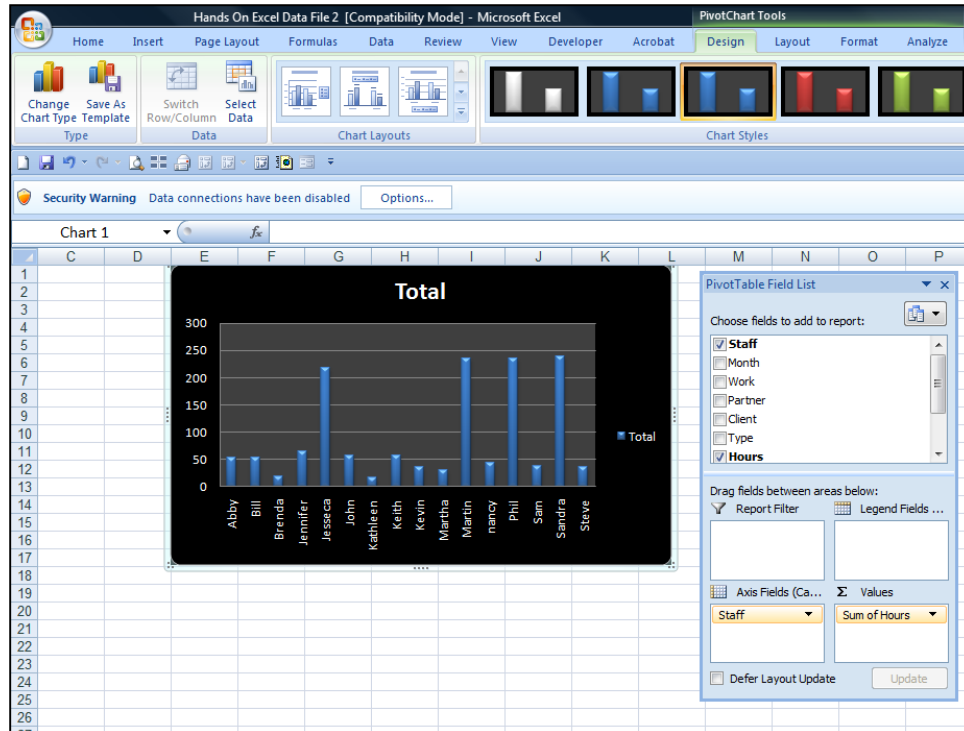 Hands On Excel Data File 2 [Compatibility Mode] - Microsoft Excel
PivotChart Tools
Home Insert Page Layout Formulas Data Review View Developer Acrobat Design Layout Format Analyze
Change Chart Type
Save As Template
Switch Row/Column
Select Data
Type
Data
Chart Layouts
Chart Styles
Security Warning Data connections have been disabled Options...
Chart 1 fx
C D E F G H I J K L M N O P
1
2
3
4
5
6
7
8
9
10
11
12
13
14
15
16
17
18
19
20
21
22
23
24
25
26
Total
300
250
200
150
100
50
0
Abby
Bill
Brenda
Jennifer
Jesseca
John
Kathleen
Keith
Kevin
Martha
Martin
nancy
Phil
Sam
Sandra
Steve
Total
PivotTable Field List
Choose fields to add to report:
Staff
Month
Work
Partner
Client
Type
Hours
Drag fields between areas below:
Report Filter
Legend Fields ...
Axis Fields (Ca...
Σ Values
Staff
Sum of Hours
Defer Layout Update
Update